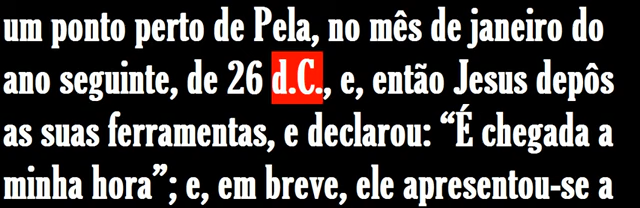 um ponto perto de Pela, no mês de janeiro do
ano seguinte, de 26 d.C., e, então Jesus depôs
as suas ferramentas, e declarou: “É chegada a
minha hora”; e, em breve, ele apresentou-se a